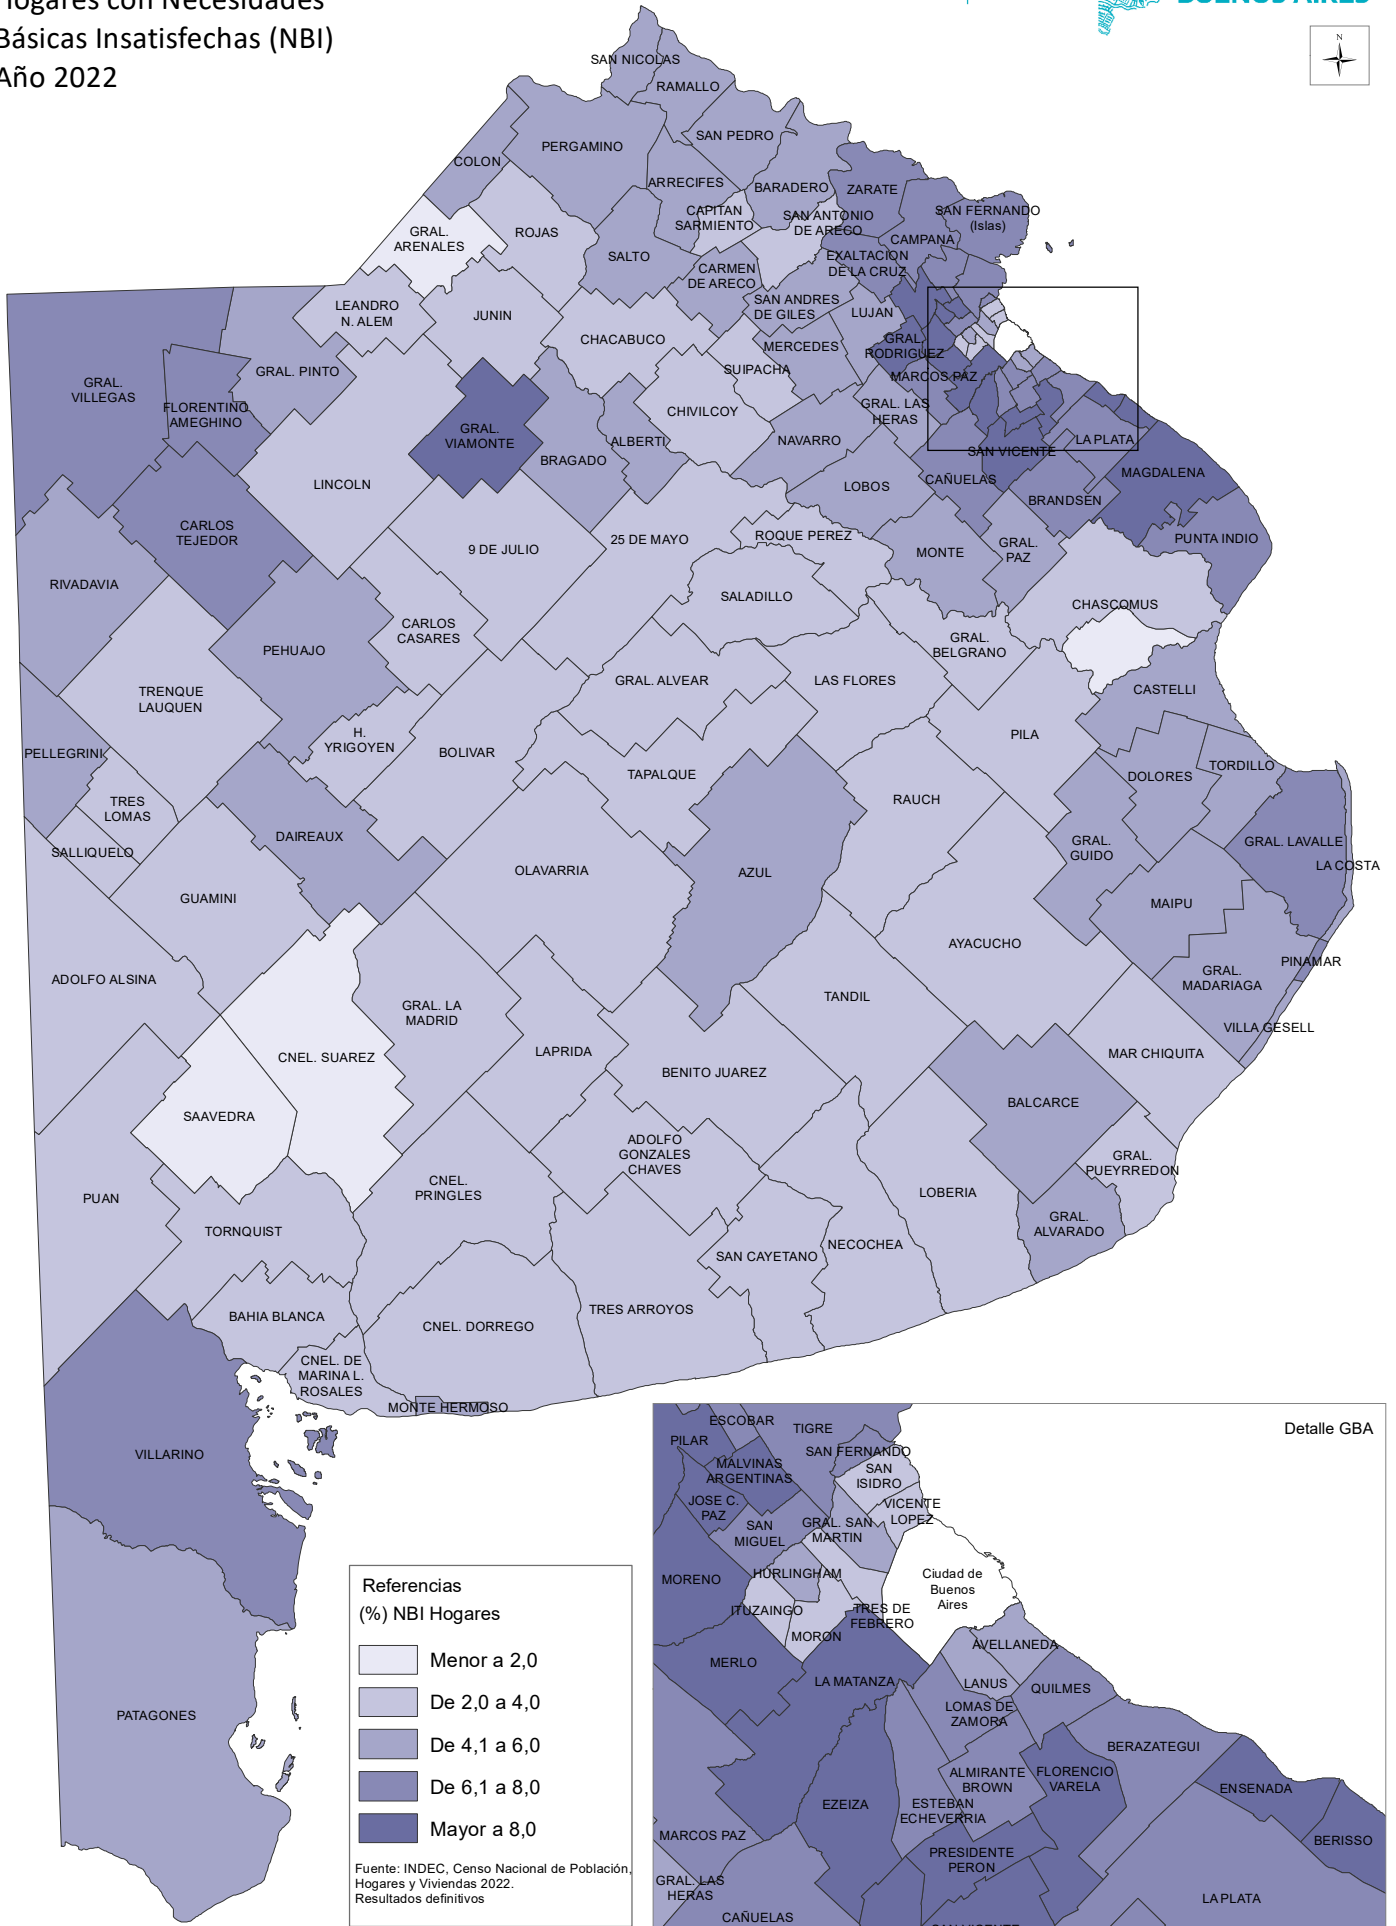 Hogares con Necesidades
Básicas Insatisfechas (NBI)
Año 2022
BUENOS AIRES
N
SAN NICOLAS
RAMALLO
SAN PEDRO
PERGAMINO
COLON
ARRECIFES
BARADERO
ZARATE
CAPITAN
SARMIENTO
SAN ANTONIO
DE ARECO
SAN FERNANDO
(Islas)
CAMPANA
GRAL.
ARENALES
ROJAS
SALTO
CARMEN
DE ARECO
EXALTACION
DE LA CRUZ
LEANDRO
N. ALEM
JUNIN
SAN ANDRES
DE GILES
LUJAN
CHACABUCO
MERCEDES
GRAL.
RODRIGUEZ
SUIPACHA
MARCOS PAZ
GRAL. PINTO
GRAL.
VILLEGAS
FLORENTINO
AMEGHINO
CHIVILCOY
GRAL. LAS
HERAS
GRAL.
VIAMONTE
ALBERTI
NAVARRO
LA PLATA
BRAGADO
SAN VICENTE
MAGDALENA
LINCOLN
LOBOS
CAÑUELAS
BRANDSEN
CARLOS
TEJEDOR
9 DE JULIO
25 DE MAYO
ROQUE PEREZ
MONTE
GRAL.
PAZ
PUNTA INDIO
RIVADAVIA
SALADILLO
CHASCOMUS
CARLOS
CASARES
PEHUAJO
GRAL.
BELGRANO
TRENQUE
LAUQUEN
GRAL. ALVEAR
LAS FLORES
CASTELLI
H.
YRIGOYEN
PILA
PELLEGRINI
BOLIVAR
TAPALQUE
TORDILLO
DOLORES
TRES
LOMAS
RAUCH
DAIREAUX
GRAL.
GUIDO
GRAL. LAVALLE
SALLIQUELO
LA COSTA
OLAVARRIA
AZUL
GUAMINI
MAIPU
AYACUCHO
PINAMAR
ADOLFO ALSINA
GRAL.
MADARIAGA
TANDIL
GRAL. LA
MADRID
VILLA GESELL
CNEL. SUAREZ
LAPRIDA
MAR CHIQUITA
BENITO JUAREZ
SAAVEDRA
BALCARCE
ADOLFO
GONZALES
CHAVES
GRAL.
PUEYRREDON
PUAN
CNEL.
PRINGLES
LOBERIA
TORNQUIST
GRAL.
ALVARADO
NECOCHEA
SAN CAYETANO
BAHIA BLANCA
CNEL. DORREGO
TRES ARROYOS
CNEL. DE
MARINA L.
ROSALES
MONTE HERMOSO
VILLARINO
PATAGONES
Referencias
(%) NBI Hogares
Menor a 2,0
De 2,0 a 4,0
De 4,1 a 6,0
De 6,1 a 8,0
Mayor a 8,0
Fuente: INDEC, Censo Nacional de Población,
Hogares y Viviendas 2022.
Resultados definitivos
Detalle GBA
ESCOBAR
TIGRE
PILAR
SAN FERNANDO
MALVINAS
ARGENTINAS
SAN
ISIDRO
JOSE C.
PAZ
VICENTE
LOPEZ
SAN
MIGUEL
GRAL. SAN
MARTIN
MORENO
HURLINGHAM
Ciudad de
Buenos
Aires
ITUZAINGO
TRES DE
FEBRERO
MORON
AVELLANEDA
MERLO
LA MATANZA
LANUS
QUILMES
LOMAS DE
ZAMORA
BERAZATEGUI
ALMIRANTE
BROWN
FLORENCIO
VARELA
ENSENADA
EZEIZA
ESTEBAN
ECHEVERRIA
MARCOS PAZ
BERISSO
PRESIDENTE
PERON
GRAL. LAS
HERAS
LA PLATA
CAÑUELAS
SAN VICENTE